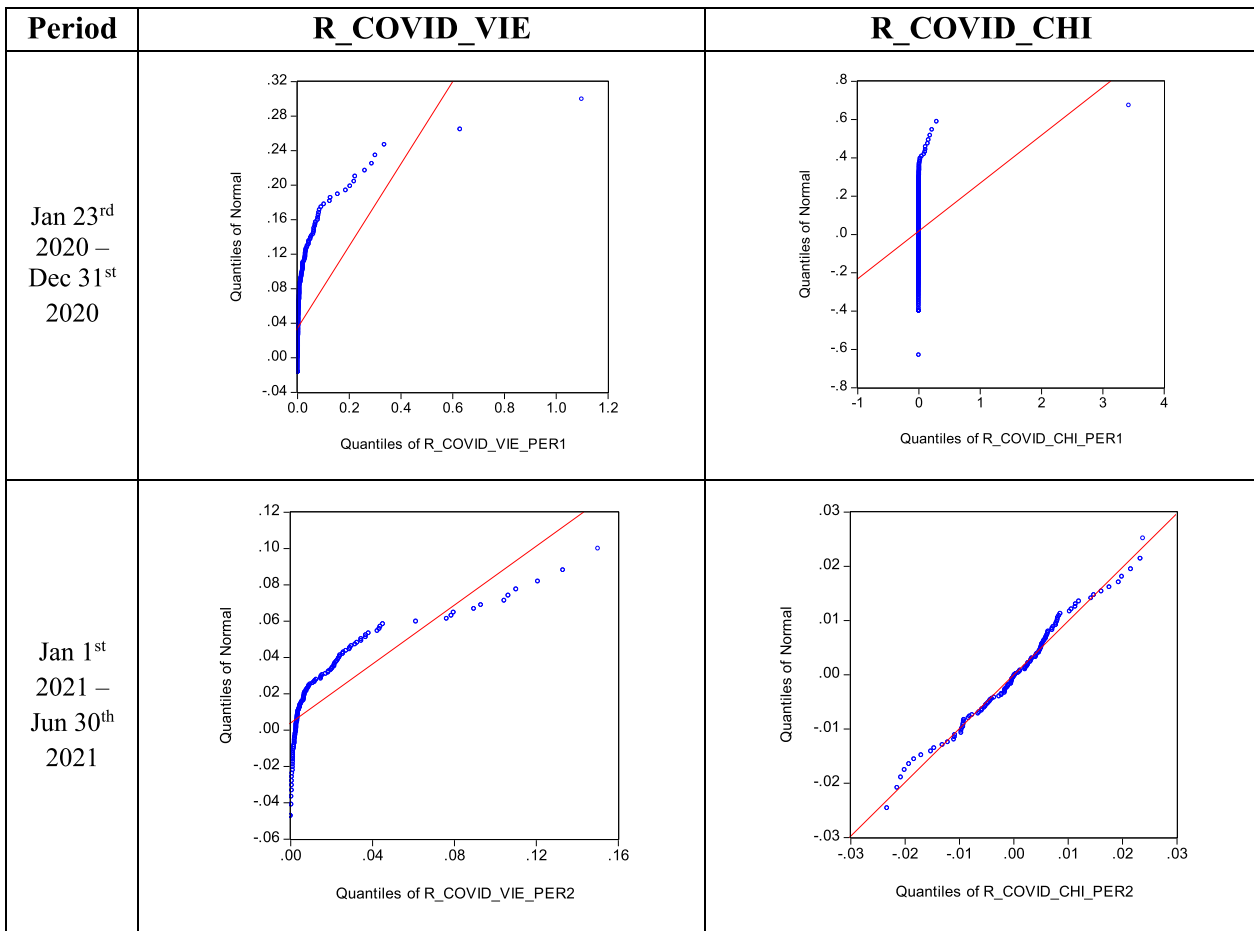 Period
R_COVID_VIE
R_COVID_CHI
Jan 23rd
2020 –
Dec 31st
2020
.32
.28
.24
.20
.16
.12
.08
.04
.00
-.04
Quantiles of Normal
0.0 0.2 0.4 0.6 0.8 1.0 1.2
Quantiles of R_COVID_VIE_PER1
.8
.6
.4
.2
.0
-.2
-.4
-.6
-.8
Quantiles of Normal
-1 0 1 2 3 4
Quantiles of R_COVID_CHI_PER1
Jan 1st
2021 –
Jun 30th
2021
.12
.10
.08
.06
.04
.02
.00
-.02
-.04
-.06
Quantiles of Normal
.00 .04 .08 .12 .16
Quantiles of R_COVID_VIE_PER2
.03
.02
.01
.00
-.01
-.02
-.03
Quantiles of Normal
-.03 -.02 -.01 .00 .01 .02 .03
Quantiles of R_COVID_CHI_PER2